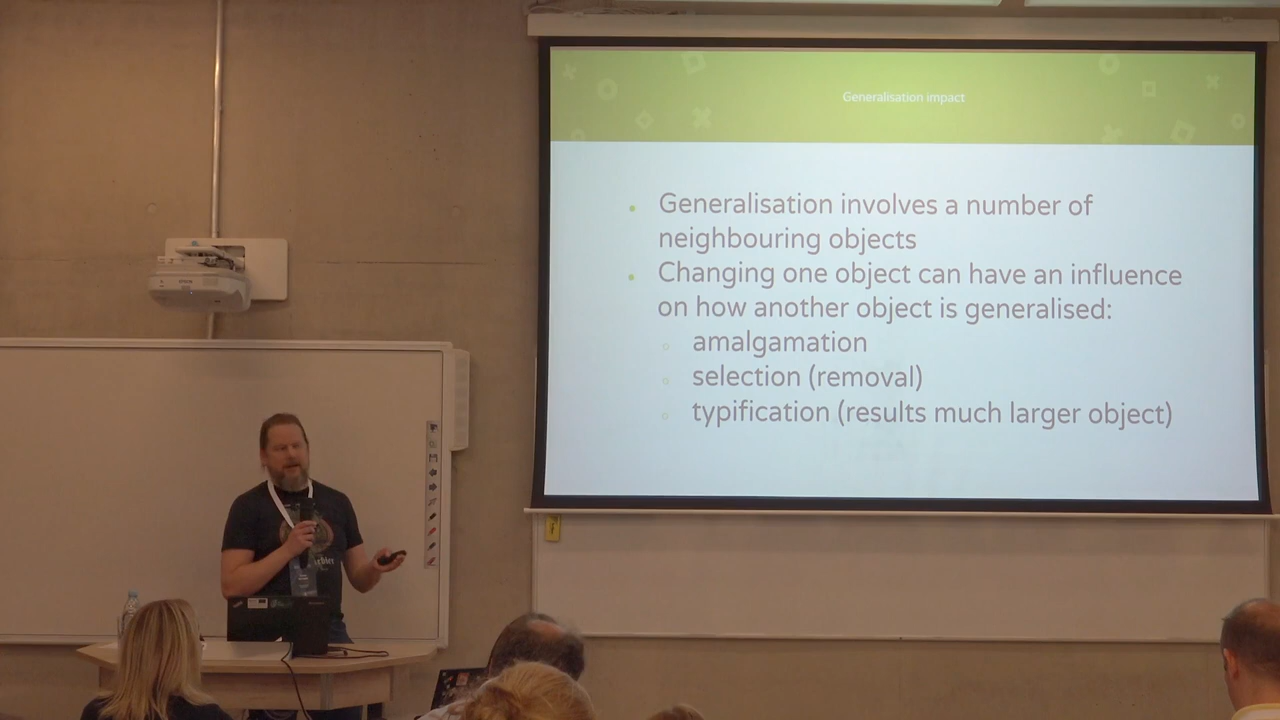 Generalisation impact
Generalisation involves a number of
neighbouring objects
Changing one object can have an influence
on how another object is generalised:
amalgamation
selection (removal)
typification (results much larger object)
EPSON